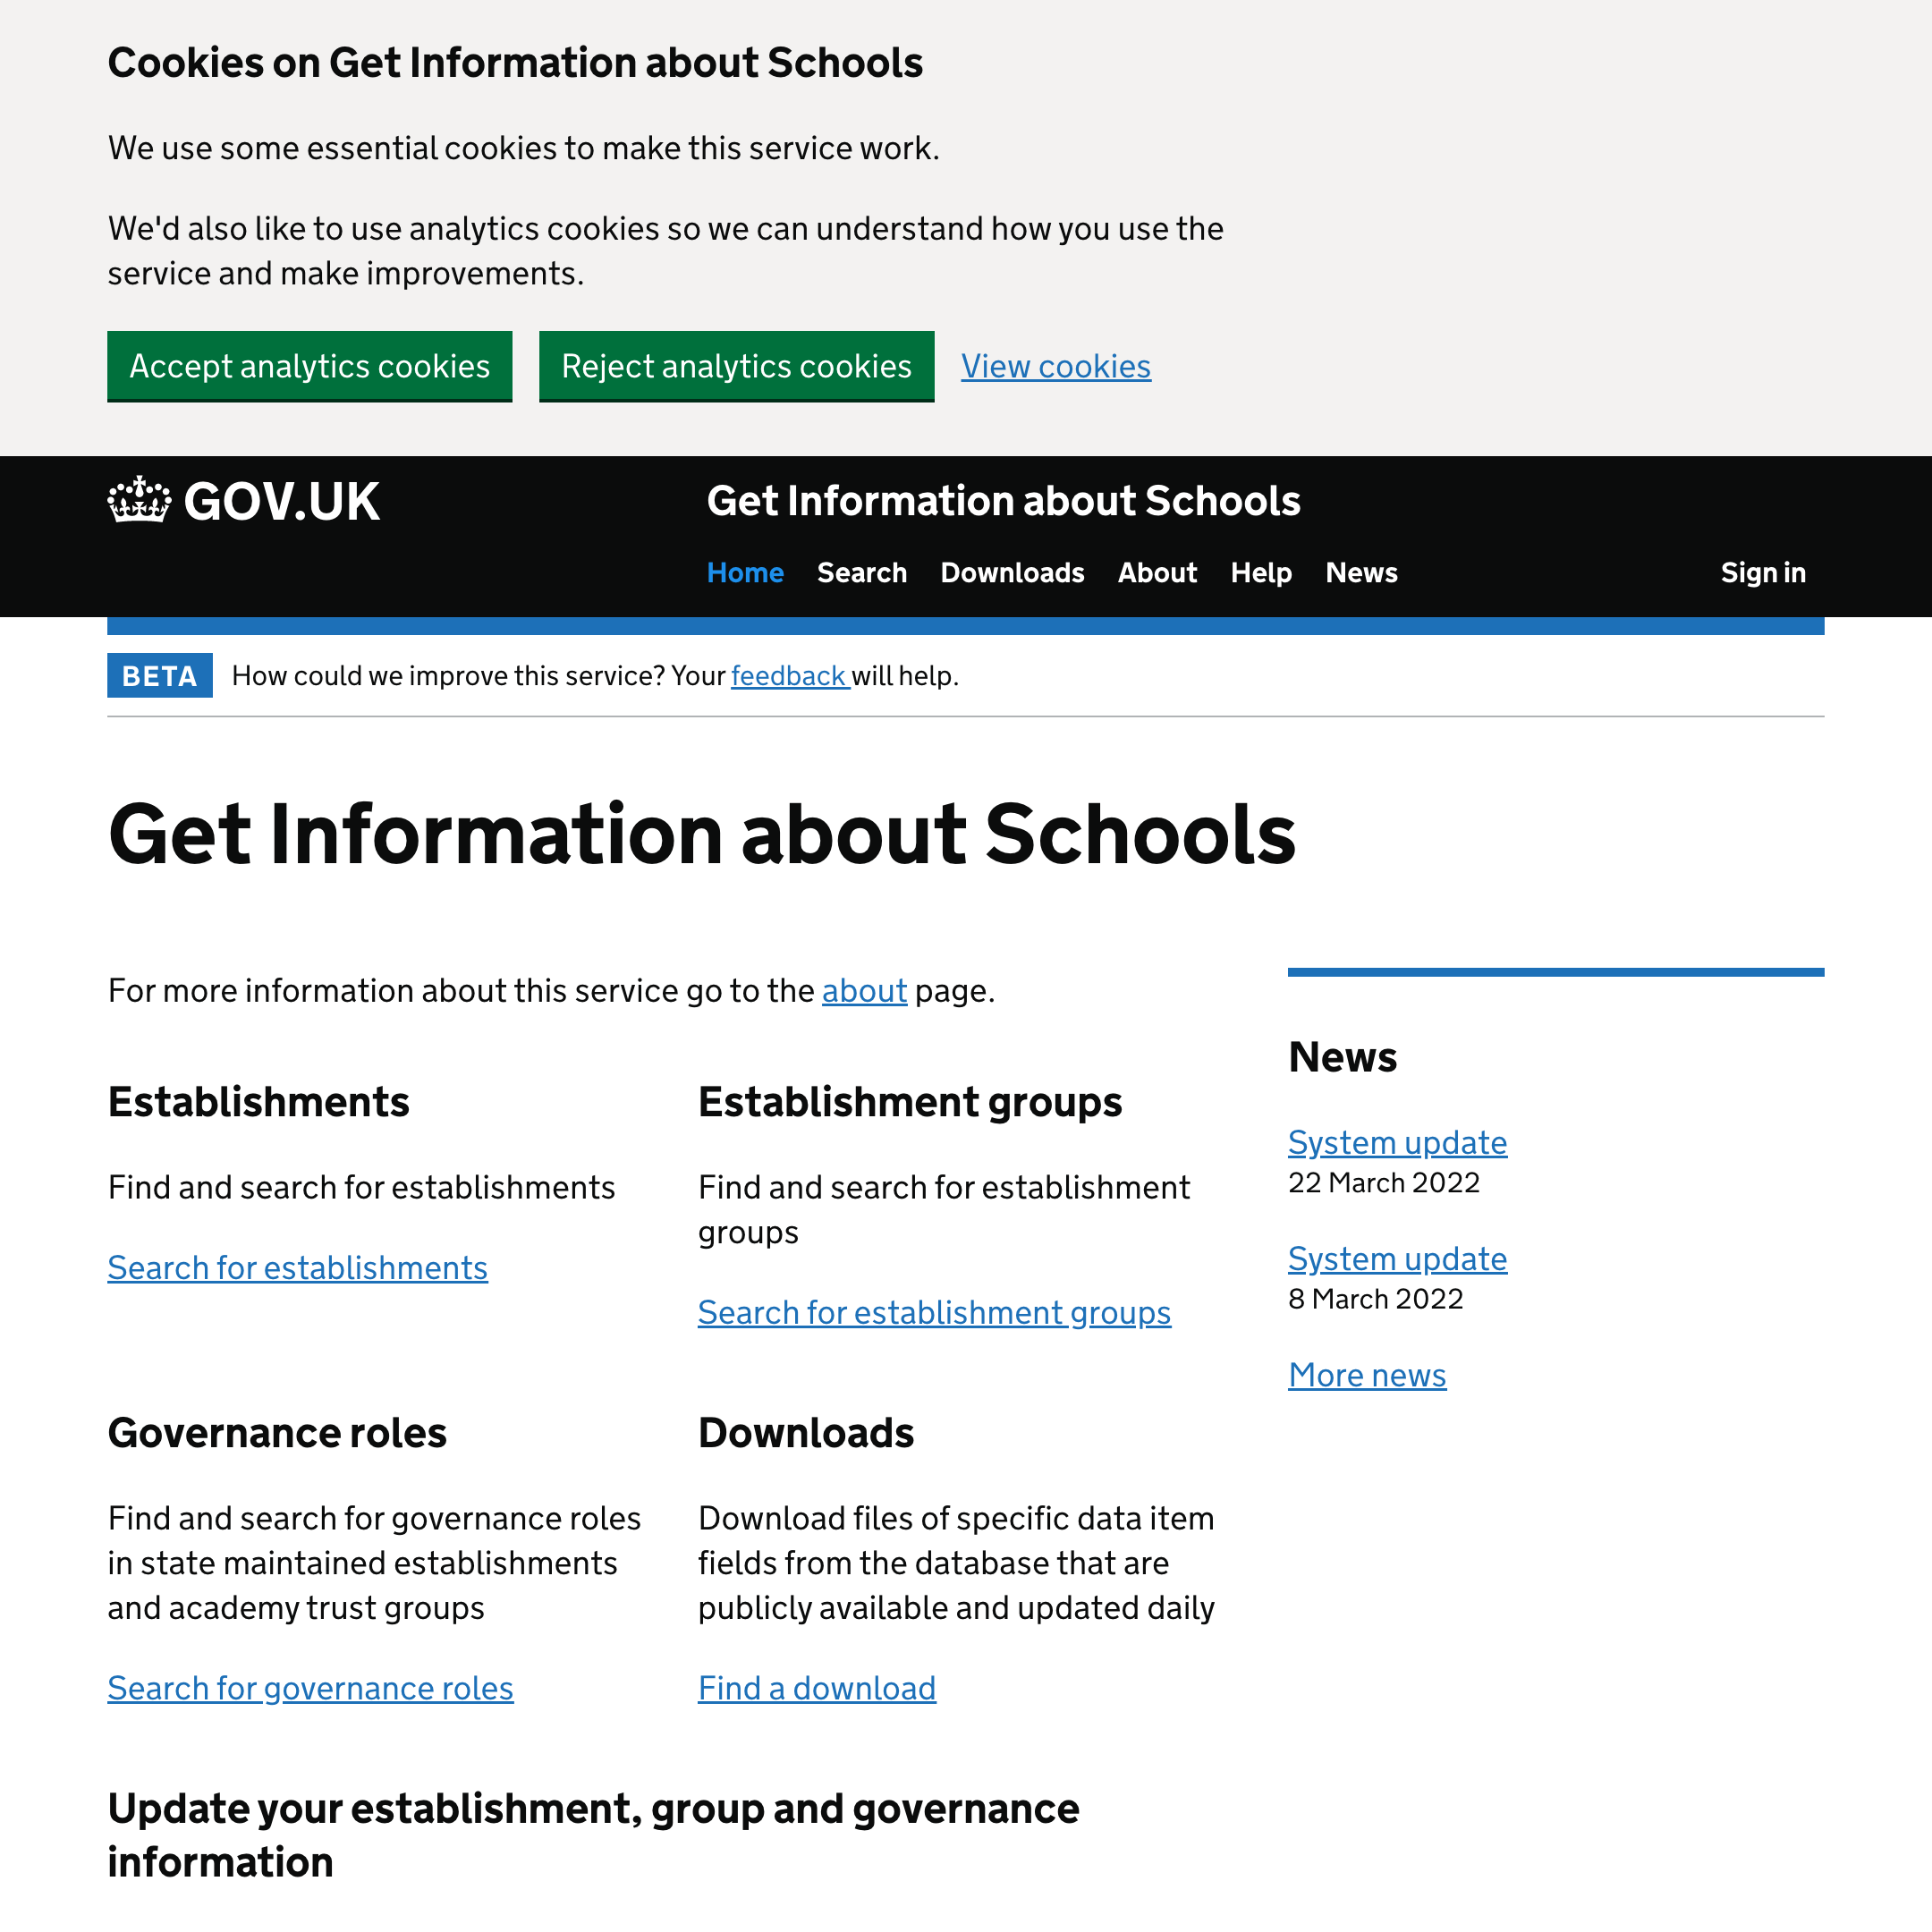 Cookies on Get Information about Schools
We use some essential cookies to make this service work.
We'd also like to use analytics cookies so we can understand how you use the
service and make improvements.
Accept analytics cookies
Reject analytics cookies
View cookies
GOV.UK
Get Information about Schools
Home
Search
Downloads
About
Help
News
Sign in
BETA
How could we improve this service? Your feedback will help.
Get Information about Schools
For more information about this service go to the about page.
Establishments
Find and search for establishments
Search for establishments
Establishment groups
Find and search for establishment
groups
Search for establishment groups
Governance roles
Find and search for governance roles
in state maintained establishments
and academy trust groups
Search for governance roles
Downloads
Download files of specific data item
fields from the database that are
publicly available and updated daily
Find a download
Update your establishment, group and governance
information
News
System update
22 March 2022
System update
8 March 2022
More news